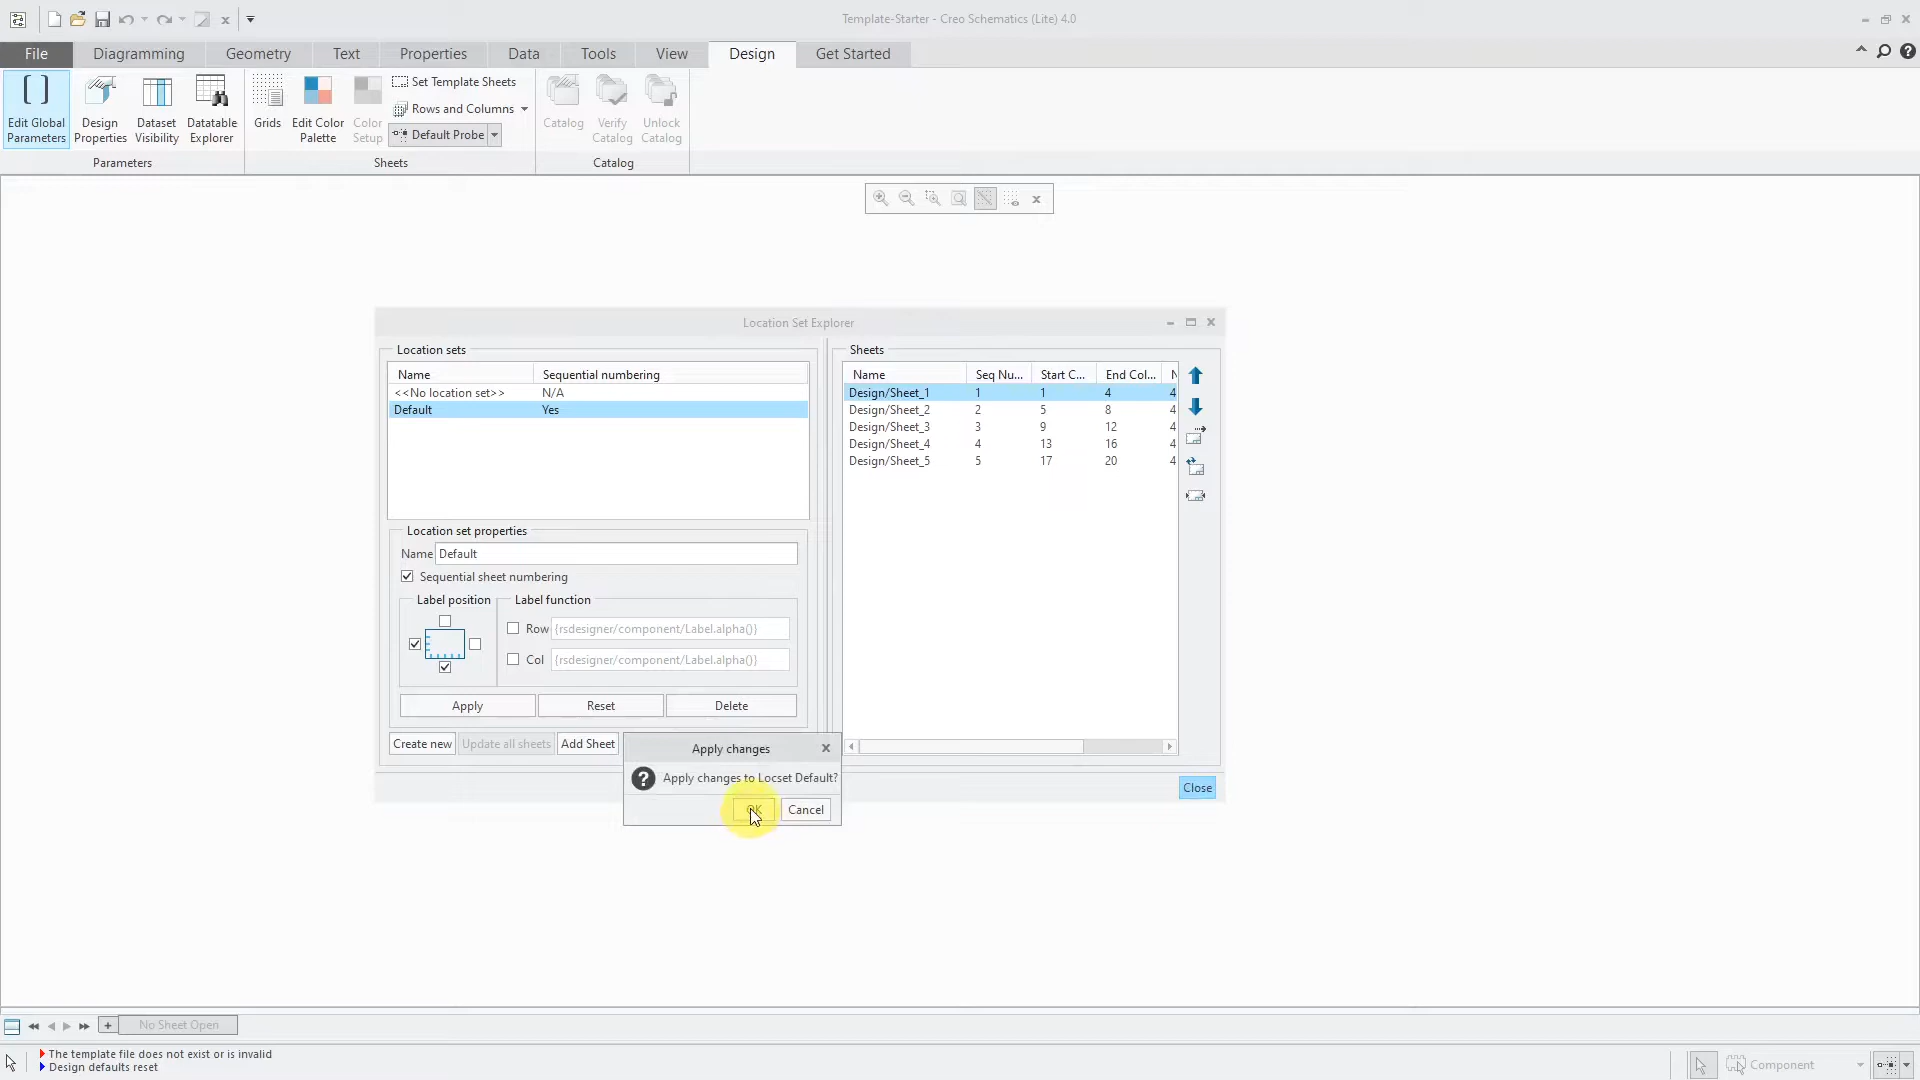 Template-Starter - Creo Schematics (Lite) 4.0
File Diagramming Geometry Text Properties Data Tools View Design Get Started
Edit Global Parameters
Design Properties
Dataset Visibility
Datatable Explorer
Parameters
Grids
Edit Color Palette
Color Setup
Set Template Sheets
Rows and Columns
Default Probe
Sheets
Catalog
Verify Catalog
Unlock Catalog
Catalog
Location Set Explorer
Location sets
Name Sequential numbering
<<No location set>> N/A
Default Yes
Location set properties
Name Default
Sequential sheet numbering
Label position
Label function
Row {rsdesigner/component/Label.alpha()}
Col {rsdesigner/component/Label.alpha()}
Apply Reset Delete
Create new Update all sheets Add Sheet
Sheets
Name Seq Nu... Start C... End Col... N
Design/Sheet_1 1 1 4 4
Design/Sheet_2 2 5 8 4
Design/Sheet_3 3 9 12 4
Design/Sheet_4 4 13 16 4
Design/Sheet_5 5 17 20 4
Close
Apply changes
Apply changes to Locset Default?
OK Cancel
No Sheet Open
The template file does not exist or is invalid
Design defaults reset
Component